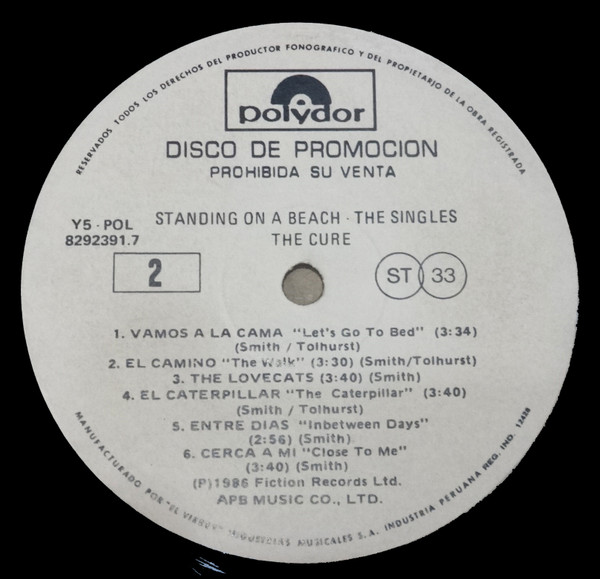 RESERVADOS TODOS LOS DERECHOS DEL PRODUCTOR FONOGRAFICO Y DEL PROPIETARIO DE LA OBRA REGISTRADA
polydor
DISCO DE PROMOCION
PROHIBIDA SU VENTA
STANDING ON A BEACH · THE SINGLES
THE CURE
Y5 · POL
8292391.7
2
ST 33
1. VAMOS A LA CAMA "Let's Go To Bed" (3:34)
(Smith / Tolhurst)
2. EL CAMINO "The Walk" (3:30) (Smith/Tolhurst)
3. THE LOVECATS (3:40) (Smith)
4. EL CATERPILLAR "The Caterpillar" (3:40)
(Smith / Tolhurst)
5. ENTRE DIAS "Inbetween Days"
(2:56) (Smith)
6. CERCA A MI "Close To Me"
(3:40) (Smith)
(P)1986 Fiction Records Ltd.
APB MUSIC CO., LTD.
MANUFACTURADO POR "EL VIRREY" INDUSTRIAS MUSICALES S.A. INDUSTRIA PERUANA REG. IND. 12428